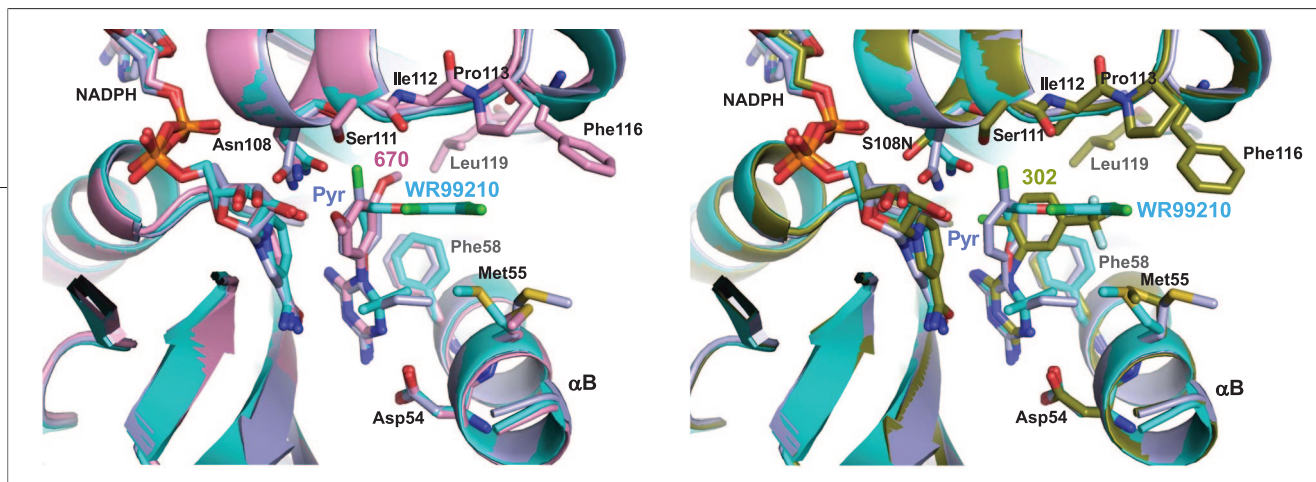 NADPH
Ile112
Pro113
Asn108
Ser111
Phe116
670
Leu119
Pyr
WR99210
Phe58
Met55
αB
Asp54
NADPH
Ile112
Pro113
S108N
Ser111
Leu119
Phe116
302
WR99210
Pyr
Phe58
Met55
αB
Asp54